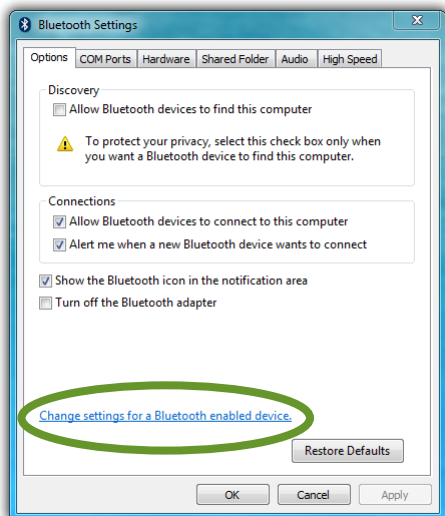 Bluetooth Settings
Options COM Ports Hardware Shared Folder Audio High Speed
Discovery
Allow Bluetooth devices to find this computer
To protect your privacy, select this check box only when
you want a Bluetooth device to find this computer.
Connections
Allow Bluetooth devices to connect to this computer
Alert me when a new Bluetooth device wants to connect
Show the Bluetooth icon in the notification area
Turn off the Bluetooth adapter
Change settings for a Bluetooth enabled device.
Restore Defaults
OK Cancel Apply